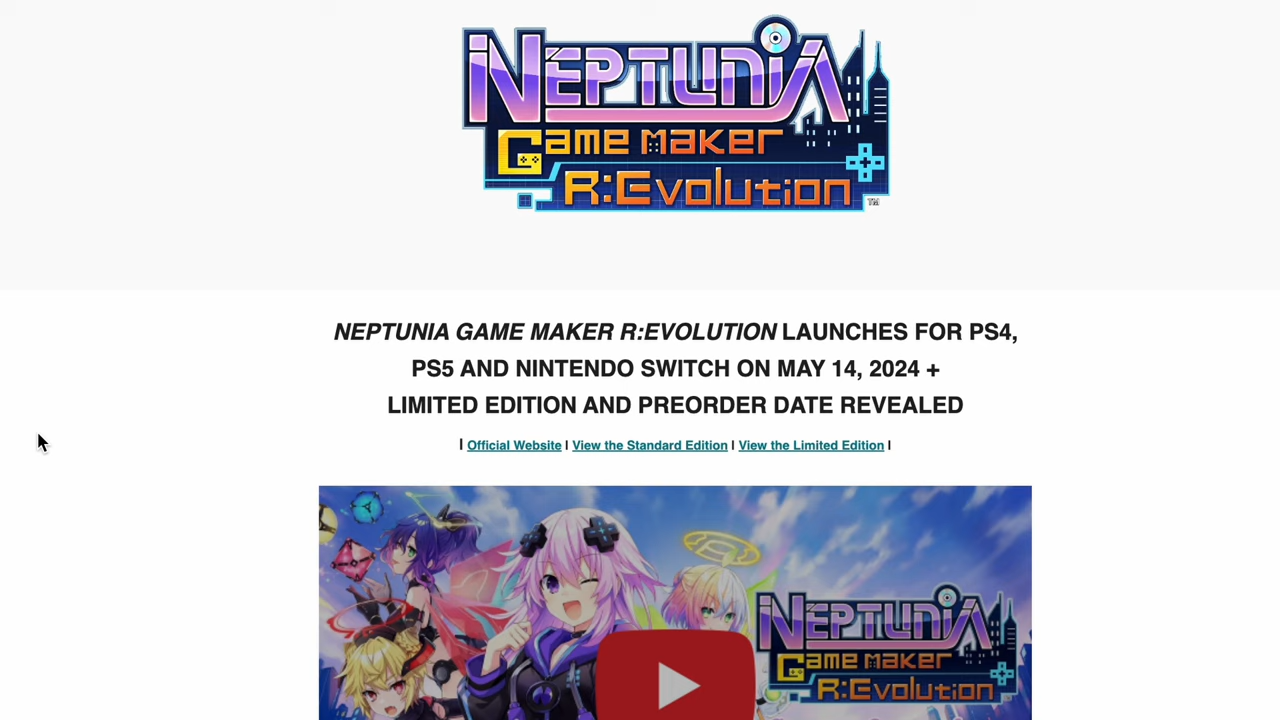 NEPTUNIA
Game Maker
R:Evolution
™
NEPTUNIA GAME MAKER R:EVOLUTION LAUNCHES FOR PS4,
PS5 AND NINTENDO SWITCH ON MAY 14, 2024 +
LIMITED EDITION AND PREORDER DATE REVEALED
| Official Website | View the Standard Edition | View the Limited Edition |
NEPTUNIA
Game Maker
R:Evolution